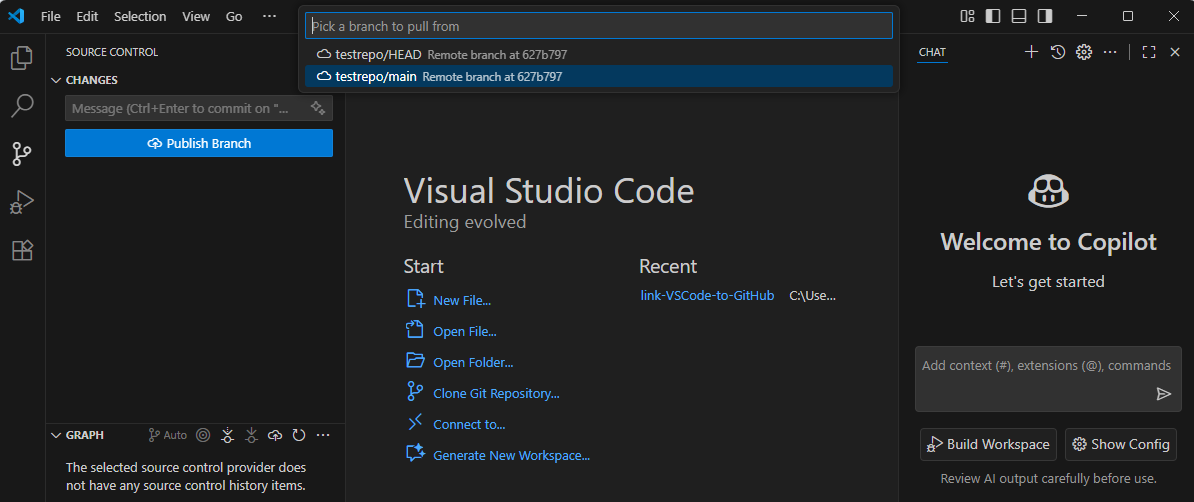 File Edit Selection View Go ···
Pick a branch to pull from
testrepo/HEAD Remote branch at 627b797
testrepo/main Remote branch at 627b797
SOURCE CONTROL
CHANGES
Message (Ctrl+Enter to commit on "...
Publish Branch
GRAPH
Auto
The selected source control provider does
not have any source control history items.
Visual Studio Code
Editing evolved
Start
New File...
Open File...
Open Folder...
Clone Git Repository...
Connect to...
Generate New Workspace...
Recent
link-VSCode-to-GitHub C:\Use...
CHAT
Welcome to Copilot
Let's get started
Add context (#), extensions (@), commands
Build Workspace
Show Config
Review AI output carefully before use.